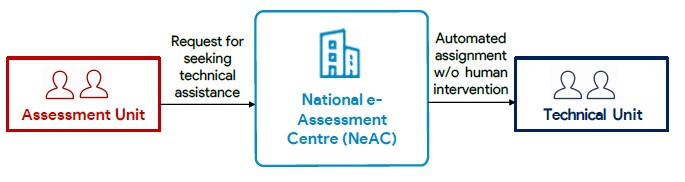 Assessment Unit
Request for
seeking
technical
assistance
National e-
Assessment
Centre (NeAC)
Automated
assignment
w/o human
intervention
Technical Unit